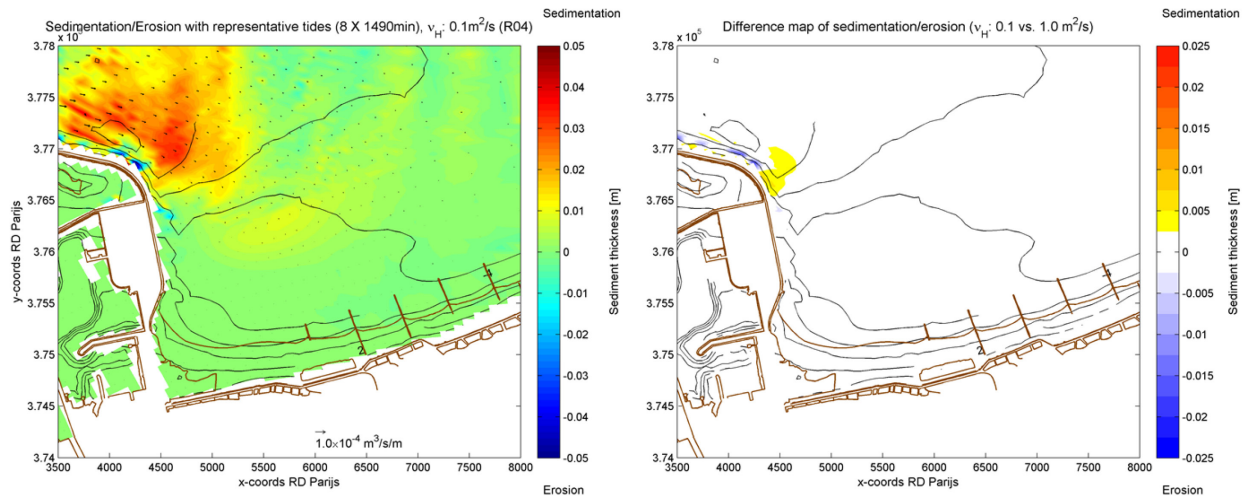 Sedimentation
Sedimentation/Erosion with representative tides (8 X 1490min), νH: 0.1m²/s (R04)
x 10
3.78
3.775
3.77
3.765
3.76
3.755
3.75
3.745
3.74
y-coords RD Parijs
3500 4000 4500 5000 5500 6000 6500 7000 7500 8000
x-coords RD Parijs
1
2
1.0×10⁻⁴ m³/s/m
0.05
0.04
0.03
0.02
0.01
0
-0.01
-0.02
-0.03
-0.04
-0.05
Sediment thickness [m]
Erosion
Sedimentation
Difference map of sedimentation/erosion (νH: 0.1 vs. 1.0 m²/s)
x 10⁵
3.78
3.775
3.77
3.765
3.76
3.755
3.75
3.745
3.74
3500 4000 4500 5000 5500 6000 6500 7000 7500 8000
x-coords RD Parijs
1
2
0.025
0.02
0.015
0.01
0.005
0
-0.005
-0.01
-0.015
-0.02
-0.025
Sediment thickness [m]
Erosion